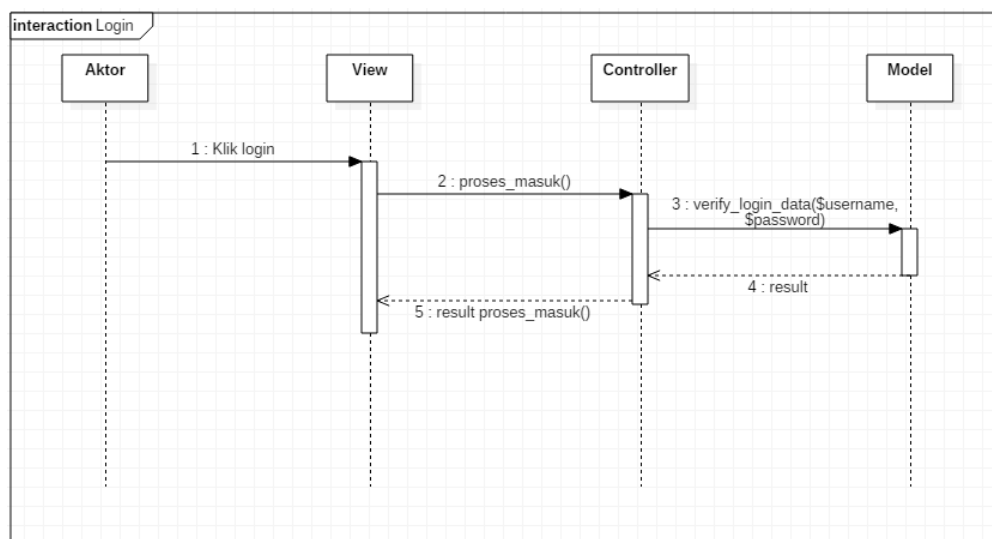 interaction Login
Aktor
View
Controller
Model
1 : Klik login
2 : proses_masuk()
3 : verify_login_data($username,
$password)
4 : result
5 : result proses_masuk()